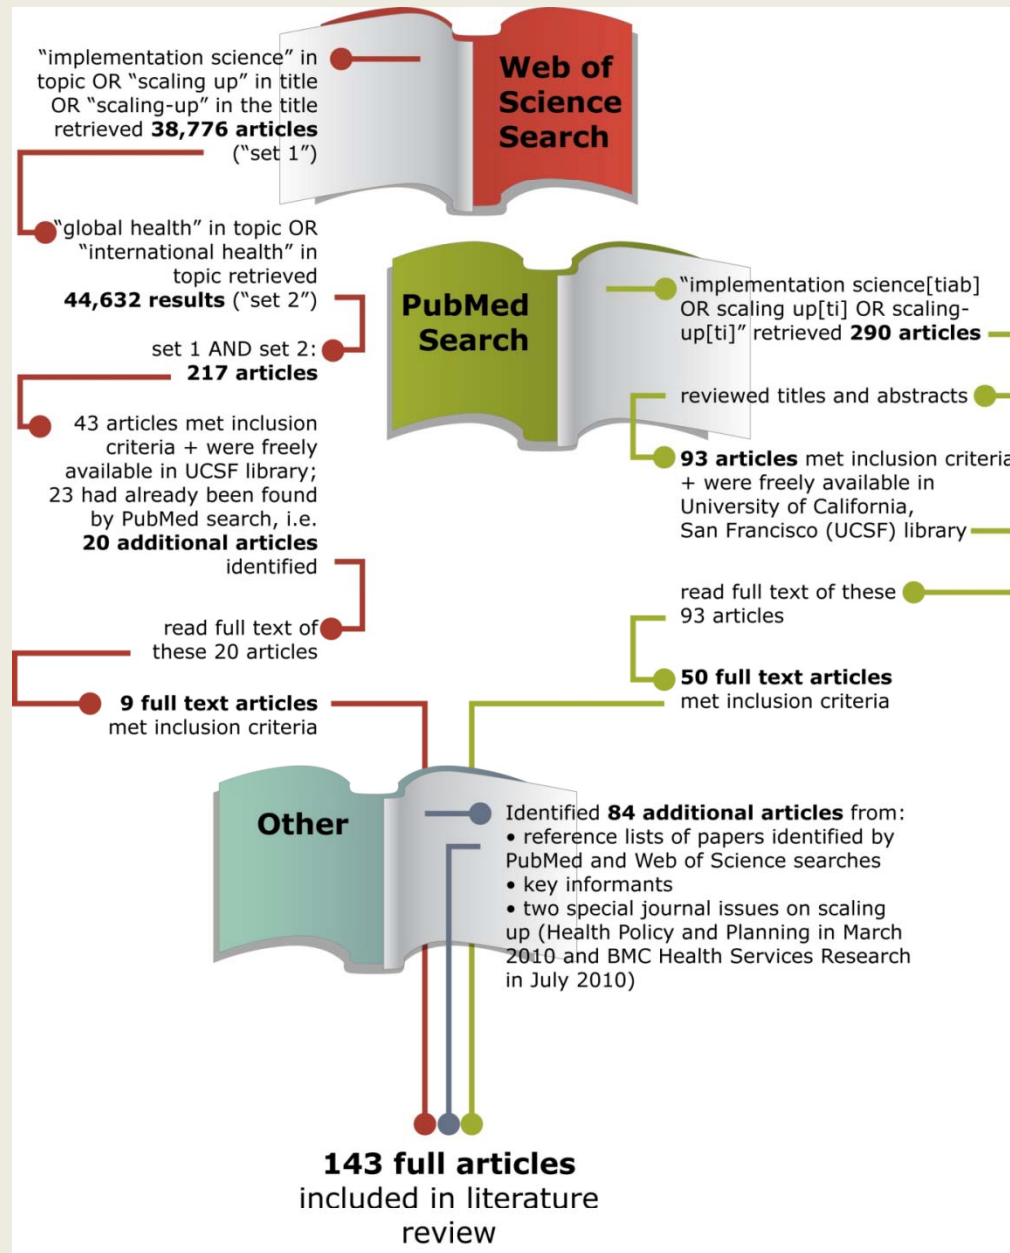 Web of
Science
Search
“implementation science” in
topic OR “scaling up” in title
OR “scaling-up” in the title
retrieved 38,776 articles
(“set 1”)
“global health” in topic OR
“international health” in
topic retrieved
44,632 results (“set 2”)
set 1 AND set 2:
217 articles
43 articles met inclusion
criteria + were freely
available in UCSF library;
23 had already been found
by PubMed search, i.e.
20 additional articles
identified
read full text of
these 20 articles
9 full text articles
met inclusion criteria
PubMed
Search
“implementation science[tiab]
OR scaling up[ti] OR scaling-
up[ti]” retrieved 290 articles
reviewed titles and abstracts
93 articles met inclusion criteria
+ were freely available in
University of California,
San Francisco (UCSF) library
read full text of these
93 articles
50 full text articles
met inclusion criteria
Other
Identified 84 additional articles from:
• reference lists of papers identified by
PubMed and Web of Science searches
• key informants
• two special journal issues on scaling
up (Health Policy and Planning in March
2010 and BMC Health Services Research
in July 2010)
143 full articles
included in literature
review